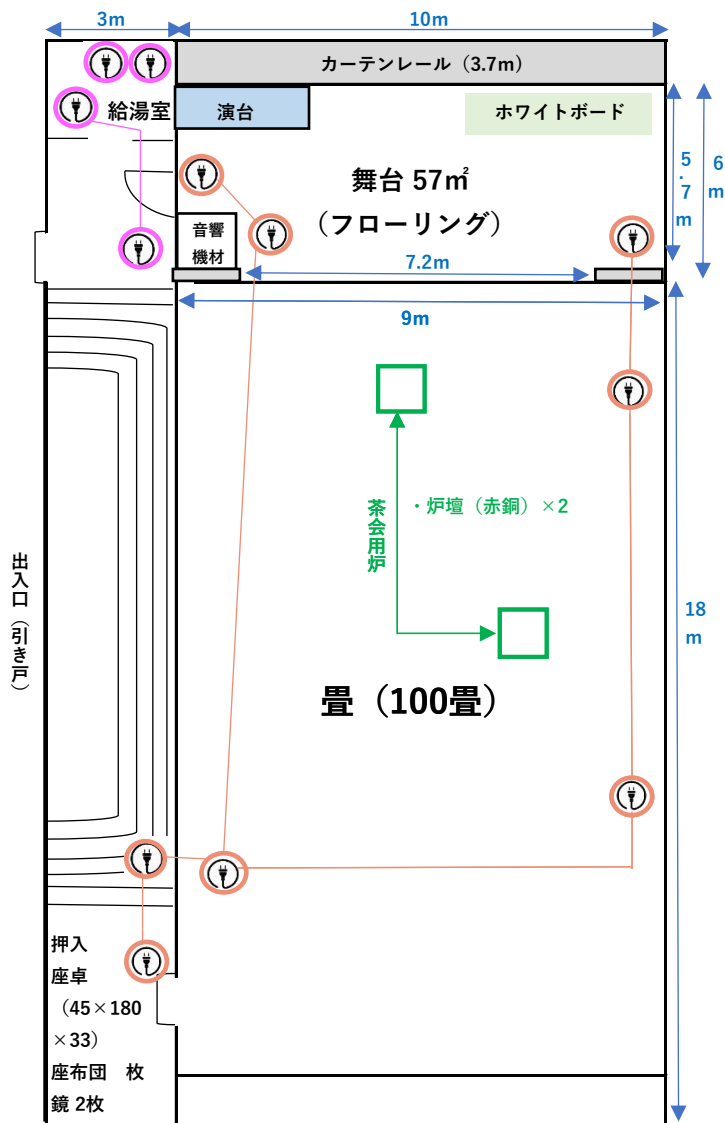 3m
10m
カーテンレール（3.7m）
給湯室
演台
ホワイトボード
舞台 57㎡
（フローリング）
5.7m
6m
音響
機材
7.2m
9m
茶会用炉
・炉壇（赤銅）×2
出入口（引き戸）
18m
畳（100畳）
押入
座卓
（45×180
×33）
座布団　枚
鏡 2枚